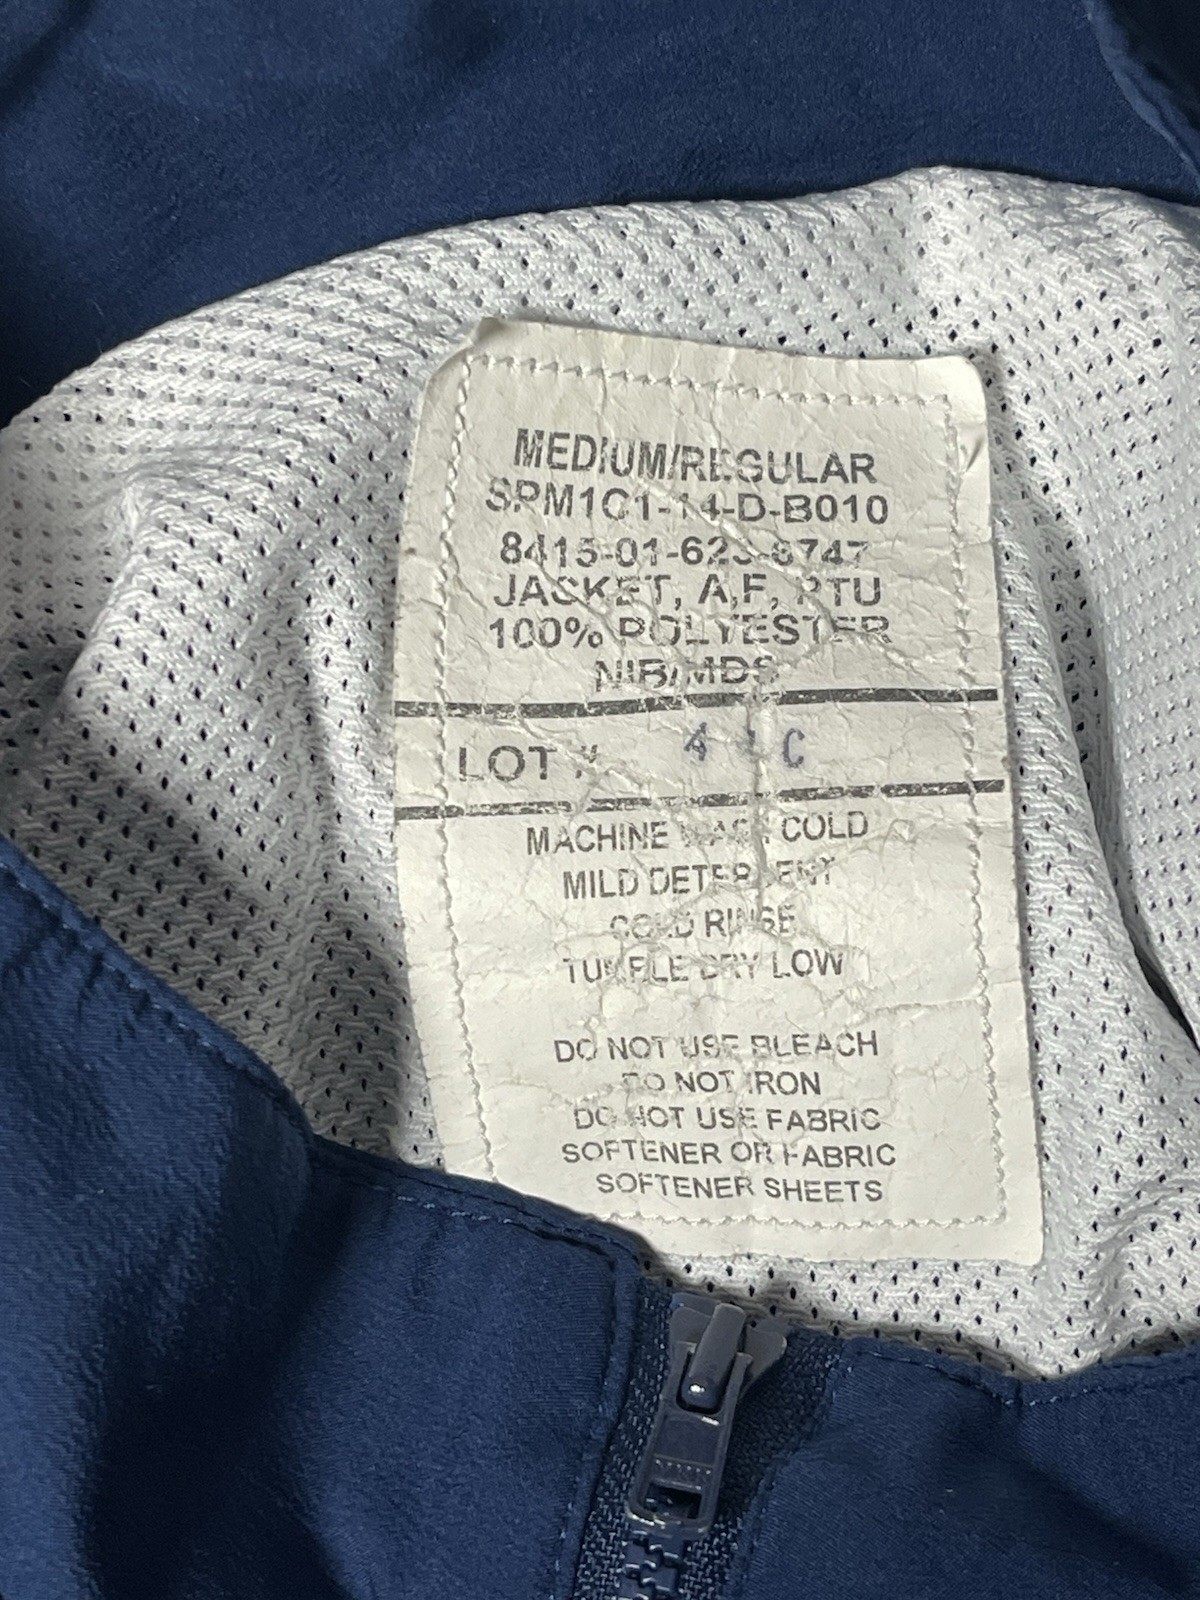 MEDIUM/REGULAR
SPM1C1-14-D-B010
8415-01-623-8747
JASKET, A,F, PTU
100% POLYESTER
NIB/MDS
LOT #
MACHINE WASH COLD
MILD DETERGENT
COLD RINSE
TUMBLE DRY LOW
DO NOT USE BLEACH
DO NOT IRON
DO NOT USE FABRIC
SOFTENER OR FABRIC
SOFTENER SHEETS